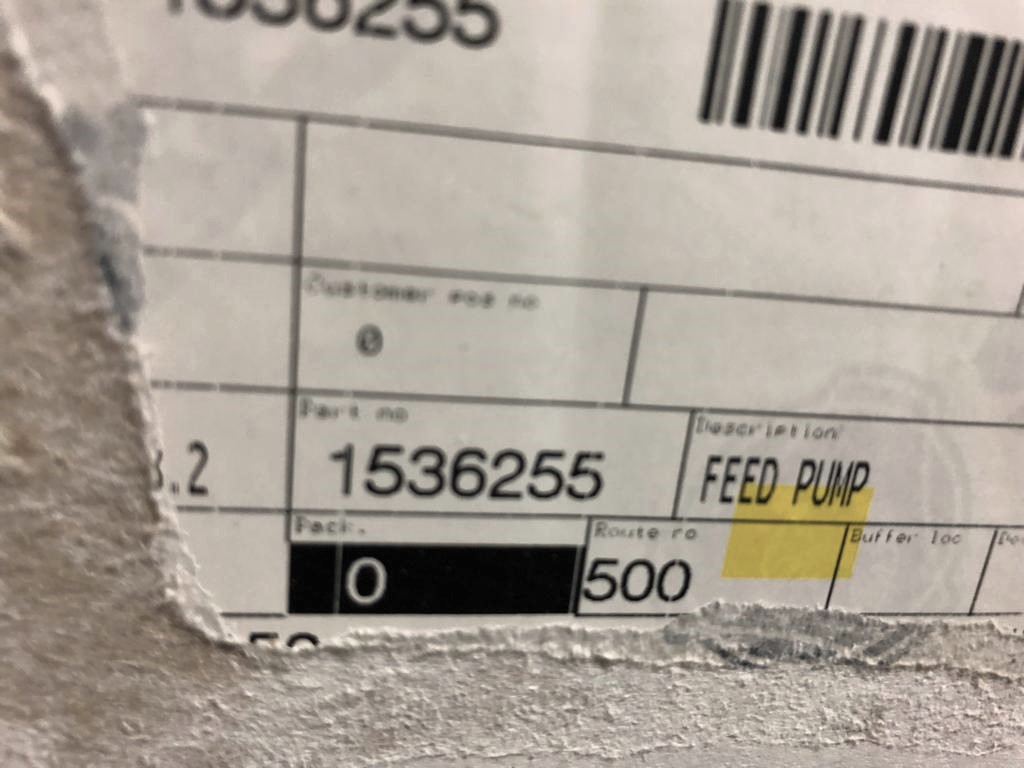 1536255
Customer pos no
0
Part no
Description
.2
1536255
FEED PUMP
Pack.
Route no
Buffer loc
0
500